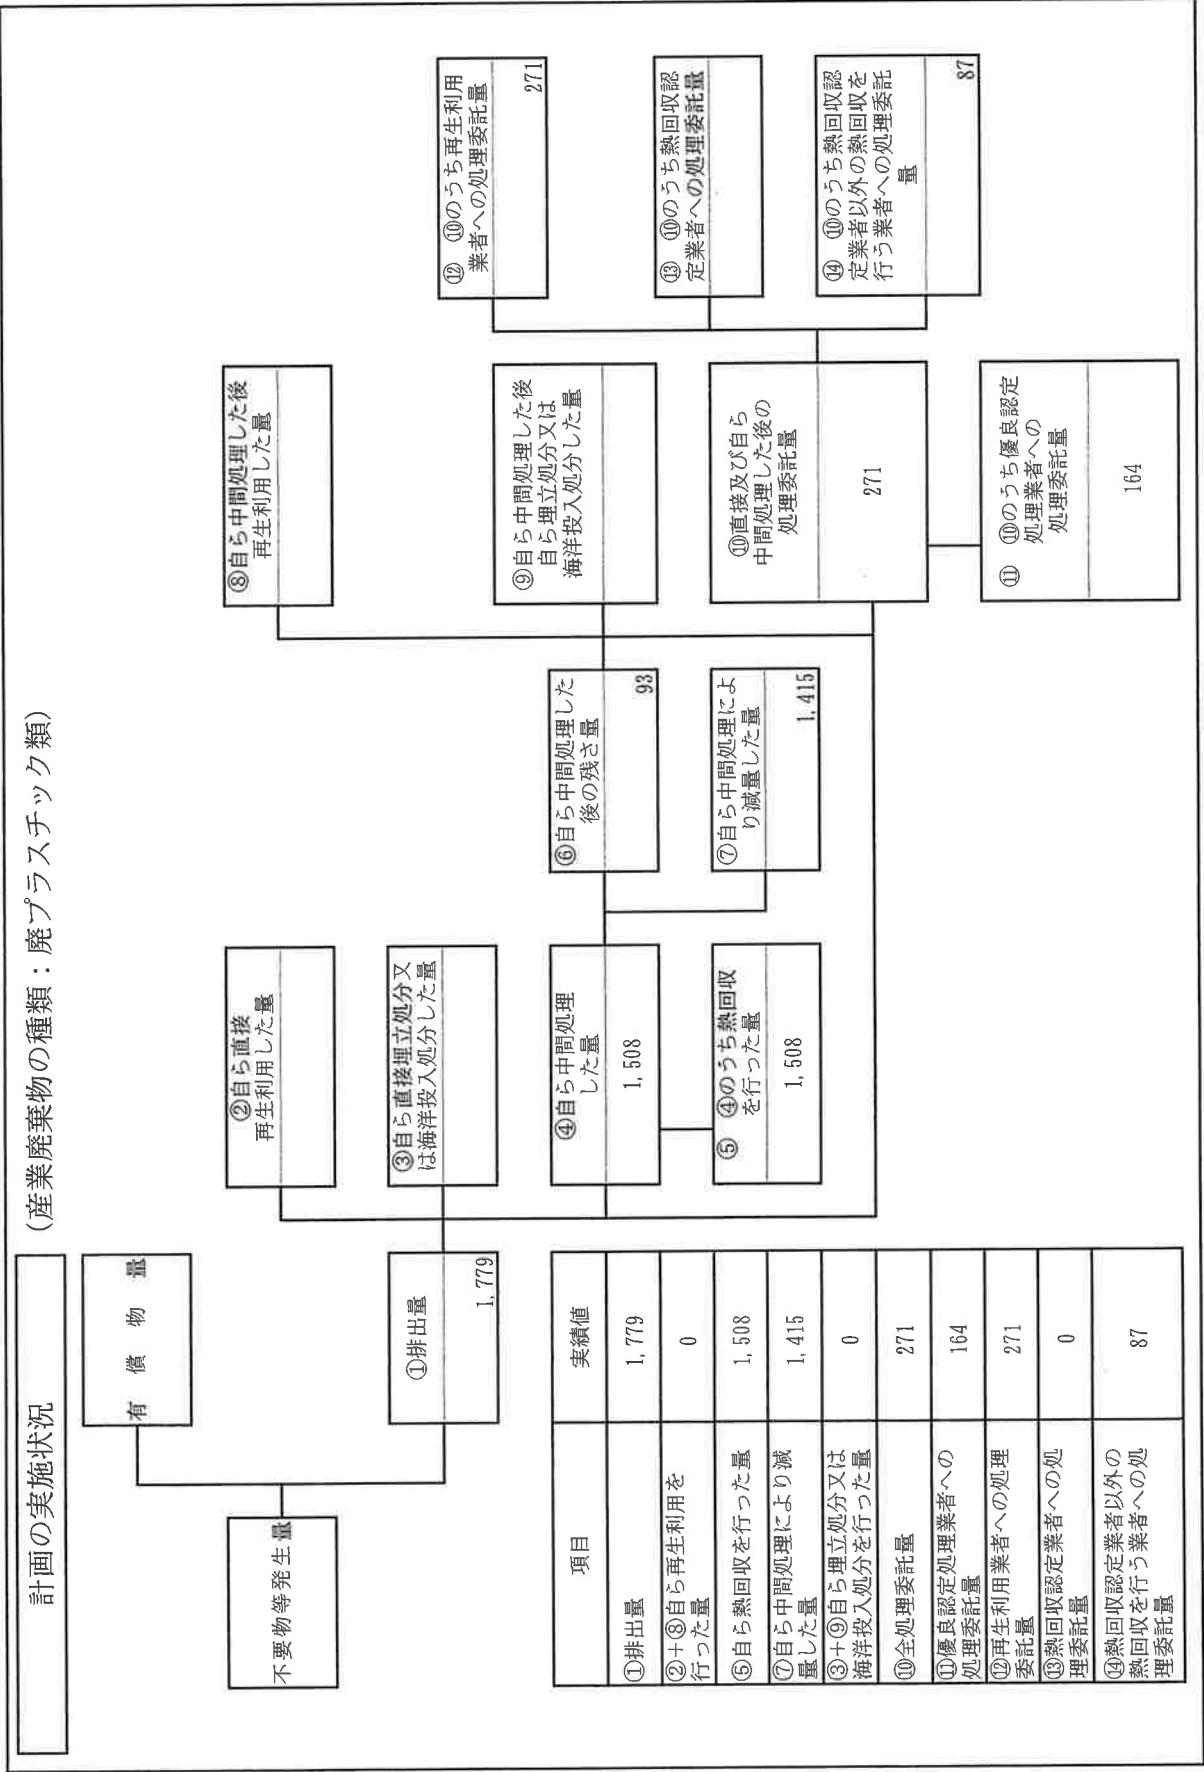 計画の実施状況
（産業廃棄物の種類：廃プラスチック類）
有 償 物 量
不要物等発生量
①排出量
1,779
②自ら直接
再生利用した量
③自ら直接埋立処分又
は海洋投入処分した量
④自ら中間処理
した量
1,508
⑤ ④のうち熱回収
を行った量
1,508
⑥自ら中間処理した
後の残さ量
93
⑦自ら中間処理によ
り減量した量
1,415
⑧自ら中間処理した後
再生利用した量
⑨自ら中間処理した後
自ら埋立処分又は
海洋投入処分した量
⑩直接及び自ら
中間処理した後の
処理委託量
271
⑪ ⑩のうち優良認定
処理業者への
処理委託量
164
⑫ ⑩のうち再生利用
業者への処理委託量
271
⑬ ⑩のうち熱回収認
定業者への処理委託量
⑭ ⑩のうち熱回収認
定業者以外の熱回収を
行う業者への処理委託
量
87
項目 実績値
①排出量 1,779
②＋⑧自ら再生利用を
行った量 0
⑤自ら熱回収を行った量 1,508
⑦自ら中間処理により減
量した量 1,415
③＋⑨自ら埋立処分又は
海洋投入処分を行った量 0
⑩全処理委託量 271
⑪優良認定処理業者への
処理委託量 164
⑫再生利用業者への処理
委託量 271
⑬熱回収認定業者への処
理委託量 0
⑭熱回収認定業者以外の
熱回収を行う業者への処
理委託量 87